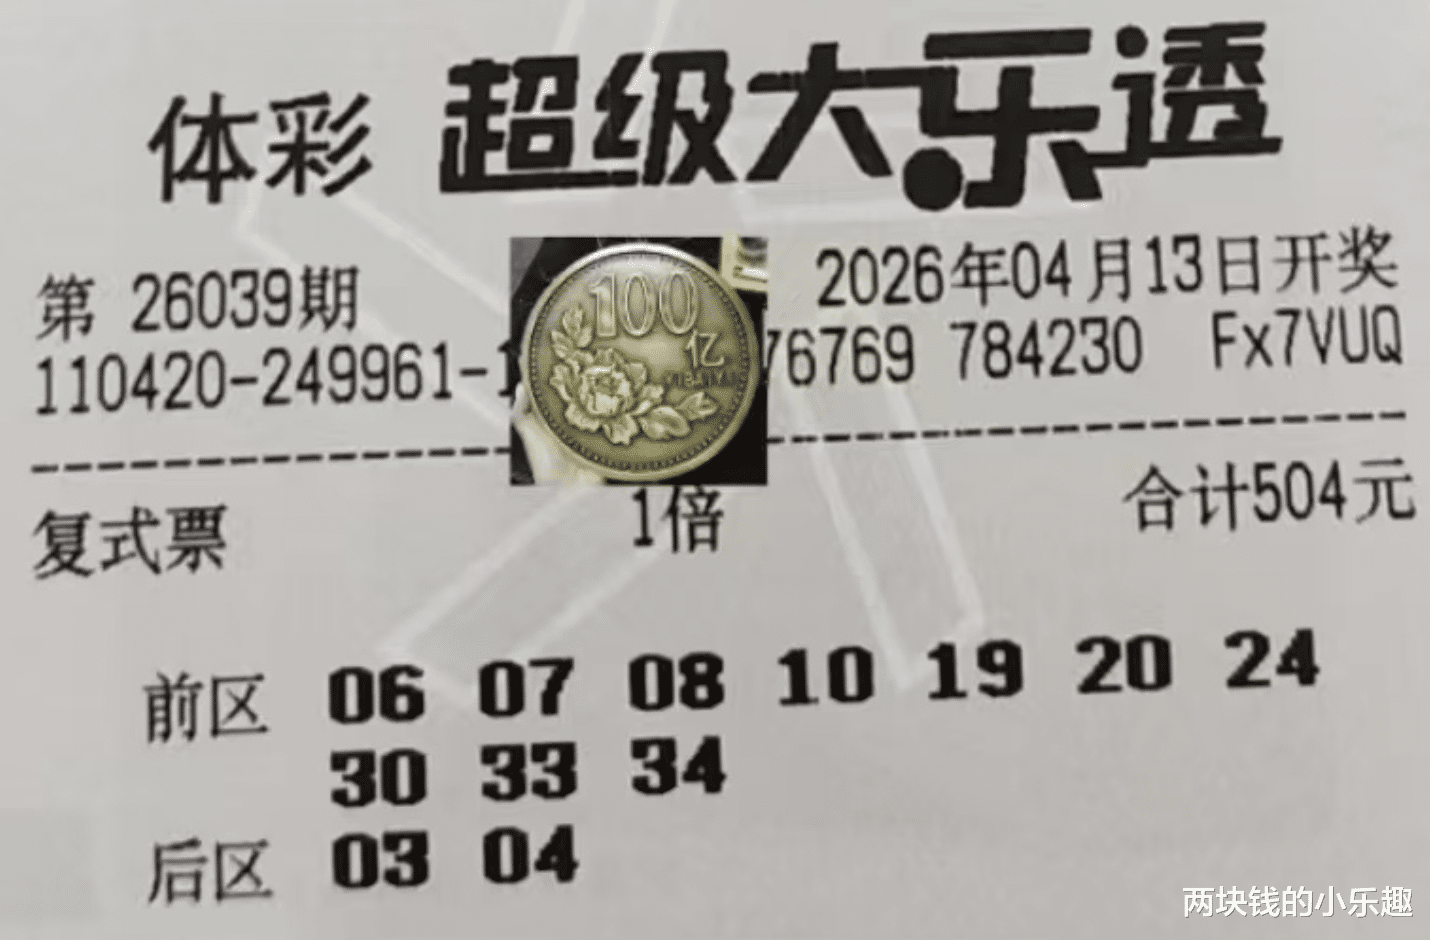 体彩 超级大乐透
第 26039期
2026年04月13日开奖
110420-249961-1
76769 784230 Fx7VUQ
100
亿
复式票 1倍 合计504元
前区 06 07 08 10 19 20 24
30 33 34
后区 03 04
两块钱的小乐趣